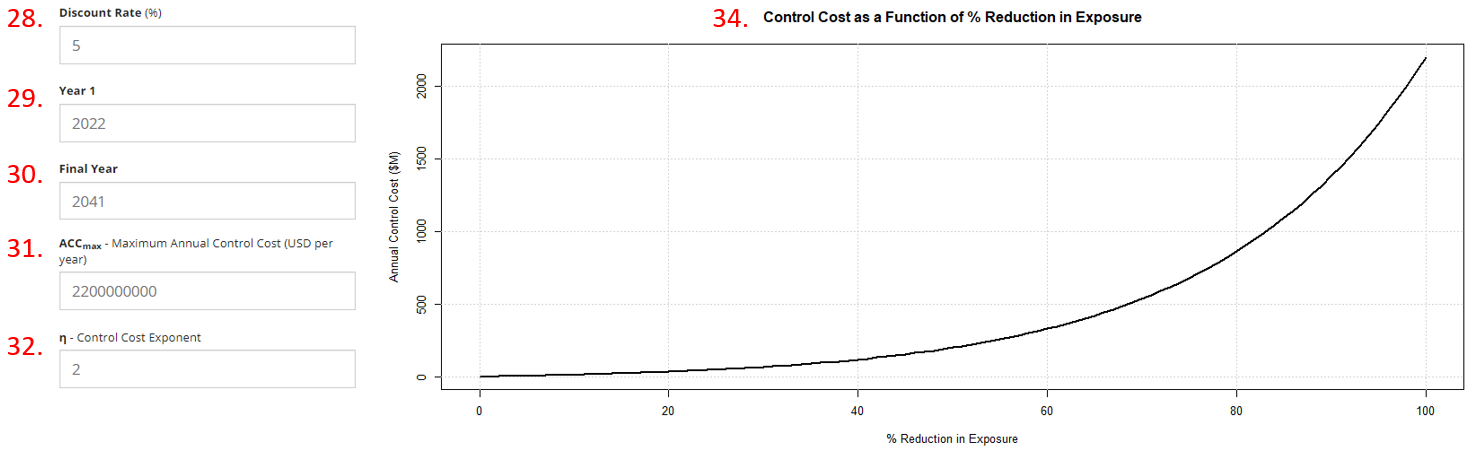 28. Discount Rate (%)
5
29. Year 1
2022
30. Final Year
2041
31. ACCmax - Maximum Annual Control Cost (USD per
year)
2200000000
32. η - Control Cost Exponent
2
34. Control Cost as a Function of % Reduction in Exposure
Annual Control Cost ($M)
2000
1500
1000
500
0
0 20 40 60 80 100
% Reduction in Exposure